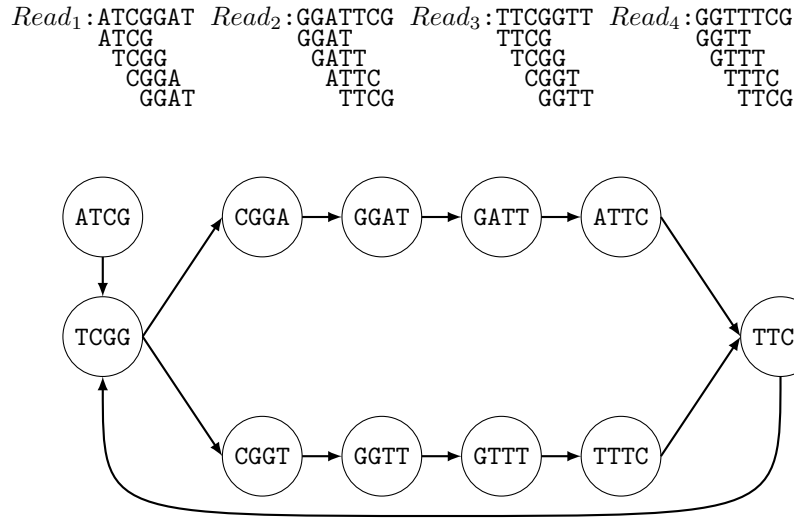 Read1:ATCGGAT Read2:GGATTCG Read3:TTCGGTT Read4:GGTTTCG
ATCG GGAT TTCG GGTT
TCGG GATT TCGG GTTT
CGGA ATTC CGGT TTTC
GGAT TTCG GGTT TTCG
ATCG CGGA GGAT GATT ATTC
TCGG TTC
CGGT GGTT GTTT TTTC